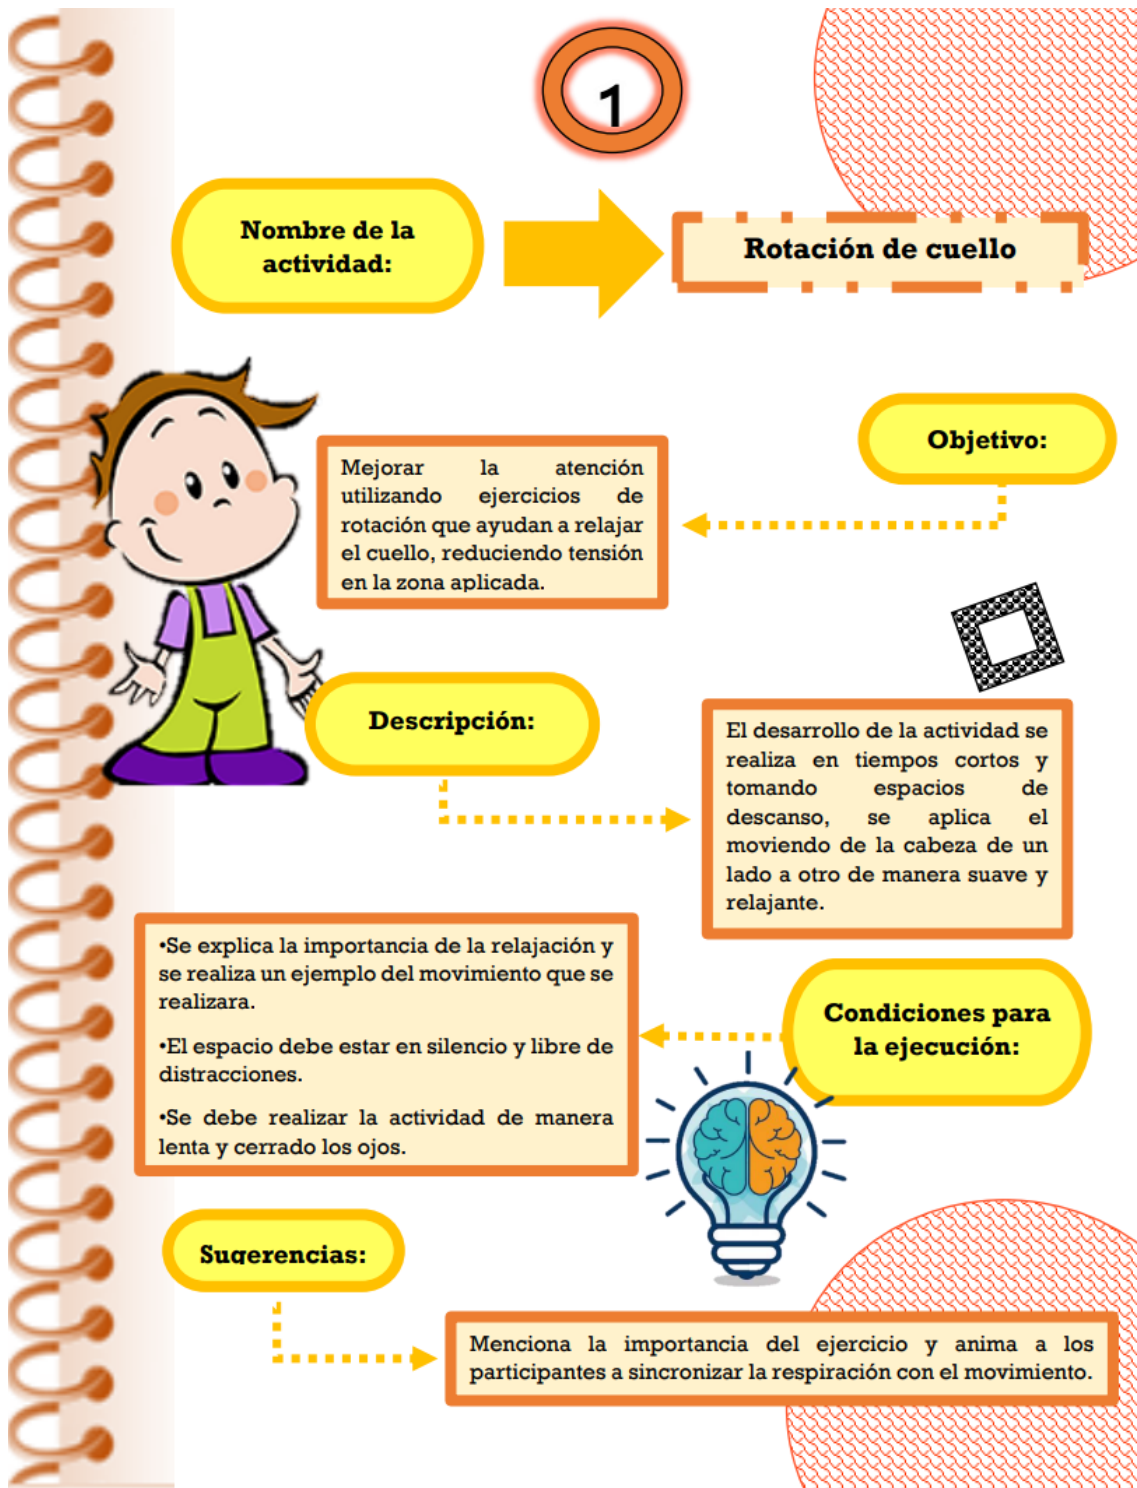 1
Nombre de la
actividad:
Rotación de cuello
Objetivo:
Mejorar la atención
utilizando ejercicios de
rotación que ayudan a relajar
el cuello, reduciendo tensión
en la zona aplicada.
Descripción:
El desarrollo de la actividad se
realiza en tiempos cortos y
tomando espacios de
descanso, se aplica el
moviendo de la cabeza de un
lado a otro de manera suave y
relajante.
Condiciones para
la ejecución:
•Se explica la importancia de la relajación y
se realiza un ejemplo del movimiento que se
realizara.
•El espacio debe estar en silencio y libre de
distracciones.
•Se debe realizar la actividad de manera
lenta y cerrado los ojos.
Sugerencias:
Menciona la importancia del ejercicio y anima a los
participantes a sincronizar la respiración con el movimiento.